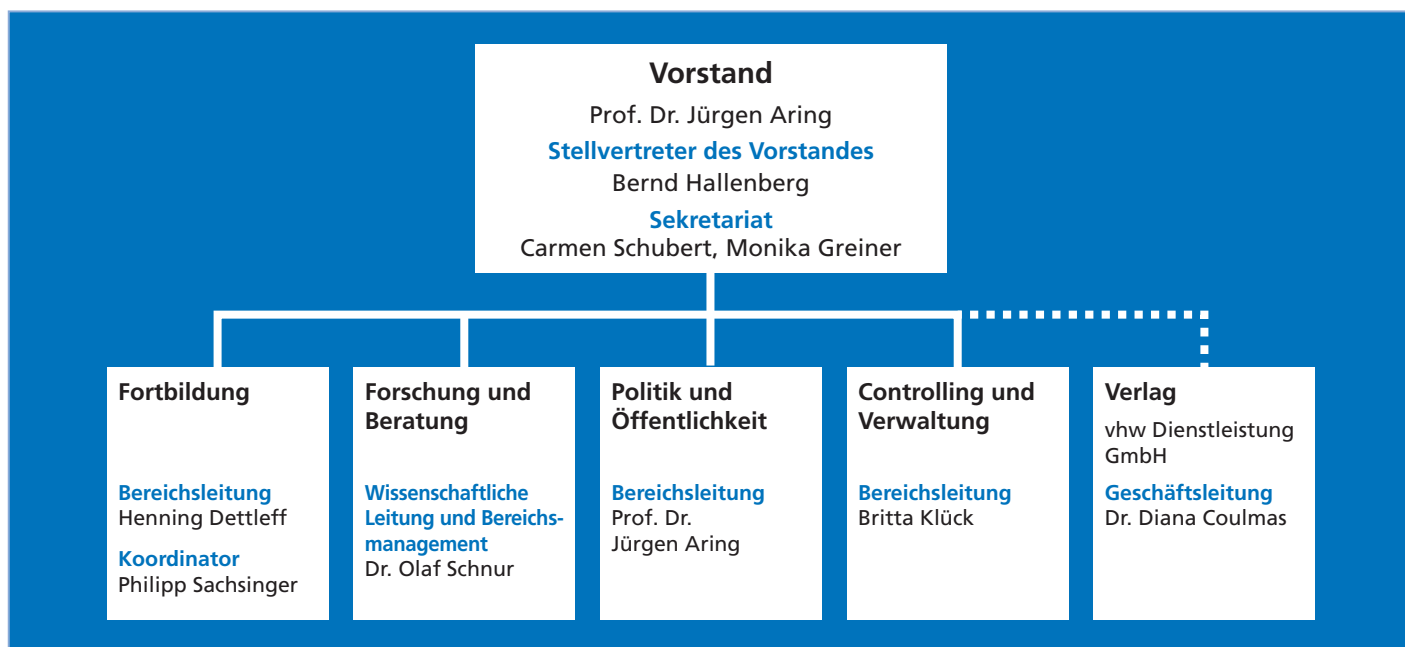 Vorstand
Prof. Dr. Jürgen Aring
Stellvertreter des Vorstandes
Bernd Hallenberg
Sekretariat
Carmen Schubert, Monika Greiner
Fortbildung
Bereichsleitung
Henning Dettleff
Koordinator
Philipp Sachsinger
Forschung und
Beratung
Wissenschaftliche
Leitung und Bereichs-
management
Dr. Olaf Schnur
Politik und
Öffentlichkeit
Bereichsleitung
Prof. Dr.
Jürgen Aring
Controlling und
Verwaltung
Bereichsleitung
Britta Klück
Verlag
vhw Dienstleistung
GmbH
Geschäftsleitung
Dr. Diana Coulmas